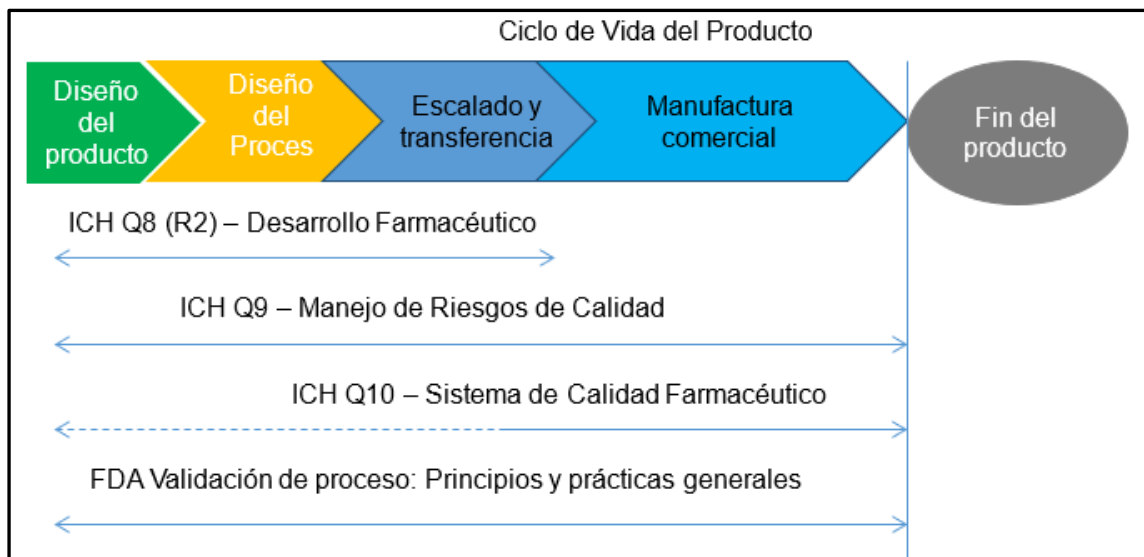 Ciclo de Vida del Producto
Diseño
del
producto
Diseño
del
Proces
Escalado y
transferencia
Manufactura
comercial
Fin del
producto
ICH Q8 (R2) – Desarrollo Farmacéutico
ICH Q9 – Manejo de Riesgos de Calidad
ICH Q10 – Sistema de Calidad Farmacéutico
FDA Validación de proceso: Principios y prácticas generales